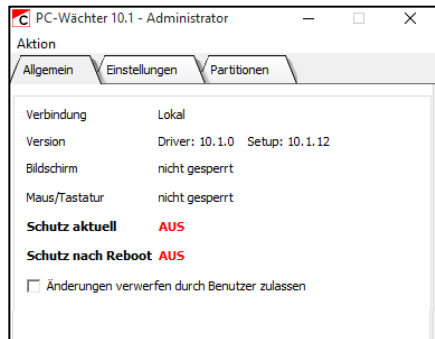 PC-Wächter 10.1 - Administrator
Aktion
Allgemein Einstellungen Partitionen
Verbindung Lokal
Version Driver: 10.1.0 Setup: 10.1.12
Bildschirm nicht gesperrt
Maus/Tastatur nicht gesperrt
Schutz aktuell AUS
Schutz nach Reboot AUS
Änderungen verwerfen durch Benutzer zulassen